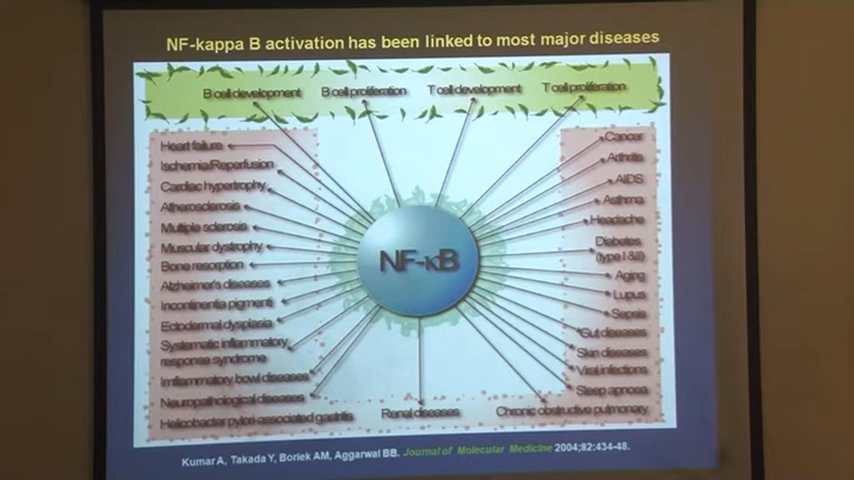 NF-kappa B activation has been linked to most major diseases
B cell development
B cell proliferation
T cell development
T cell proliferation
Heart failure
Ischemia/Reperfusion
Cardiac hypertrophy
Atherosclerosis
Multiple sclerosis
Muscular dystrophy
Bone resorption
Alzheimer's diseases
Incontinentia pigmenti
Ectodermal dysplasia
Systematic inflammatory
response syndrome
Imflammatory bowl diseases
Neuropathological diseases
Helicobacter pylori-associated gastritis
NF-κB
Renal diseases
Cancer
Arthritis
AIDS
Asthma
Headache
Diabetes
(type I &II)
Aging
Lupus
Sepsis
Gut diseases
Skin diseases
Viral infections
Sleep apnoea
Chronic obstructive pulmonary
Kumar A, Takada Y, Boriek AM, Aggarwal BB. Journal of Molecular Medicine 2004;82:434-48.